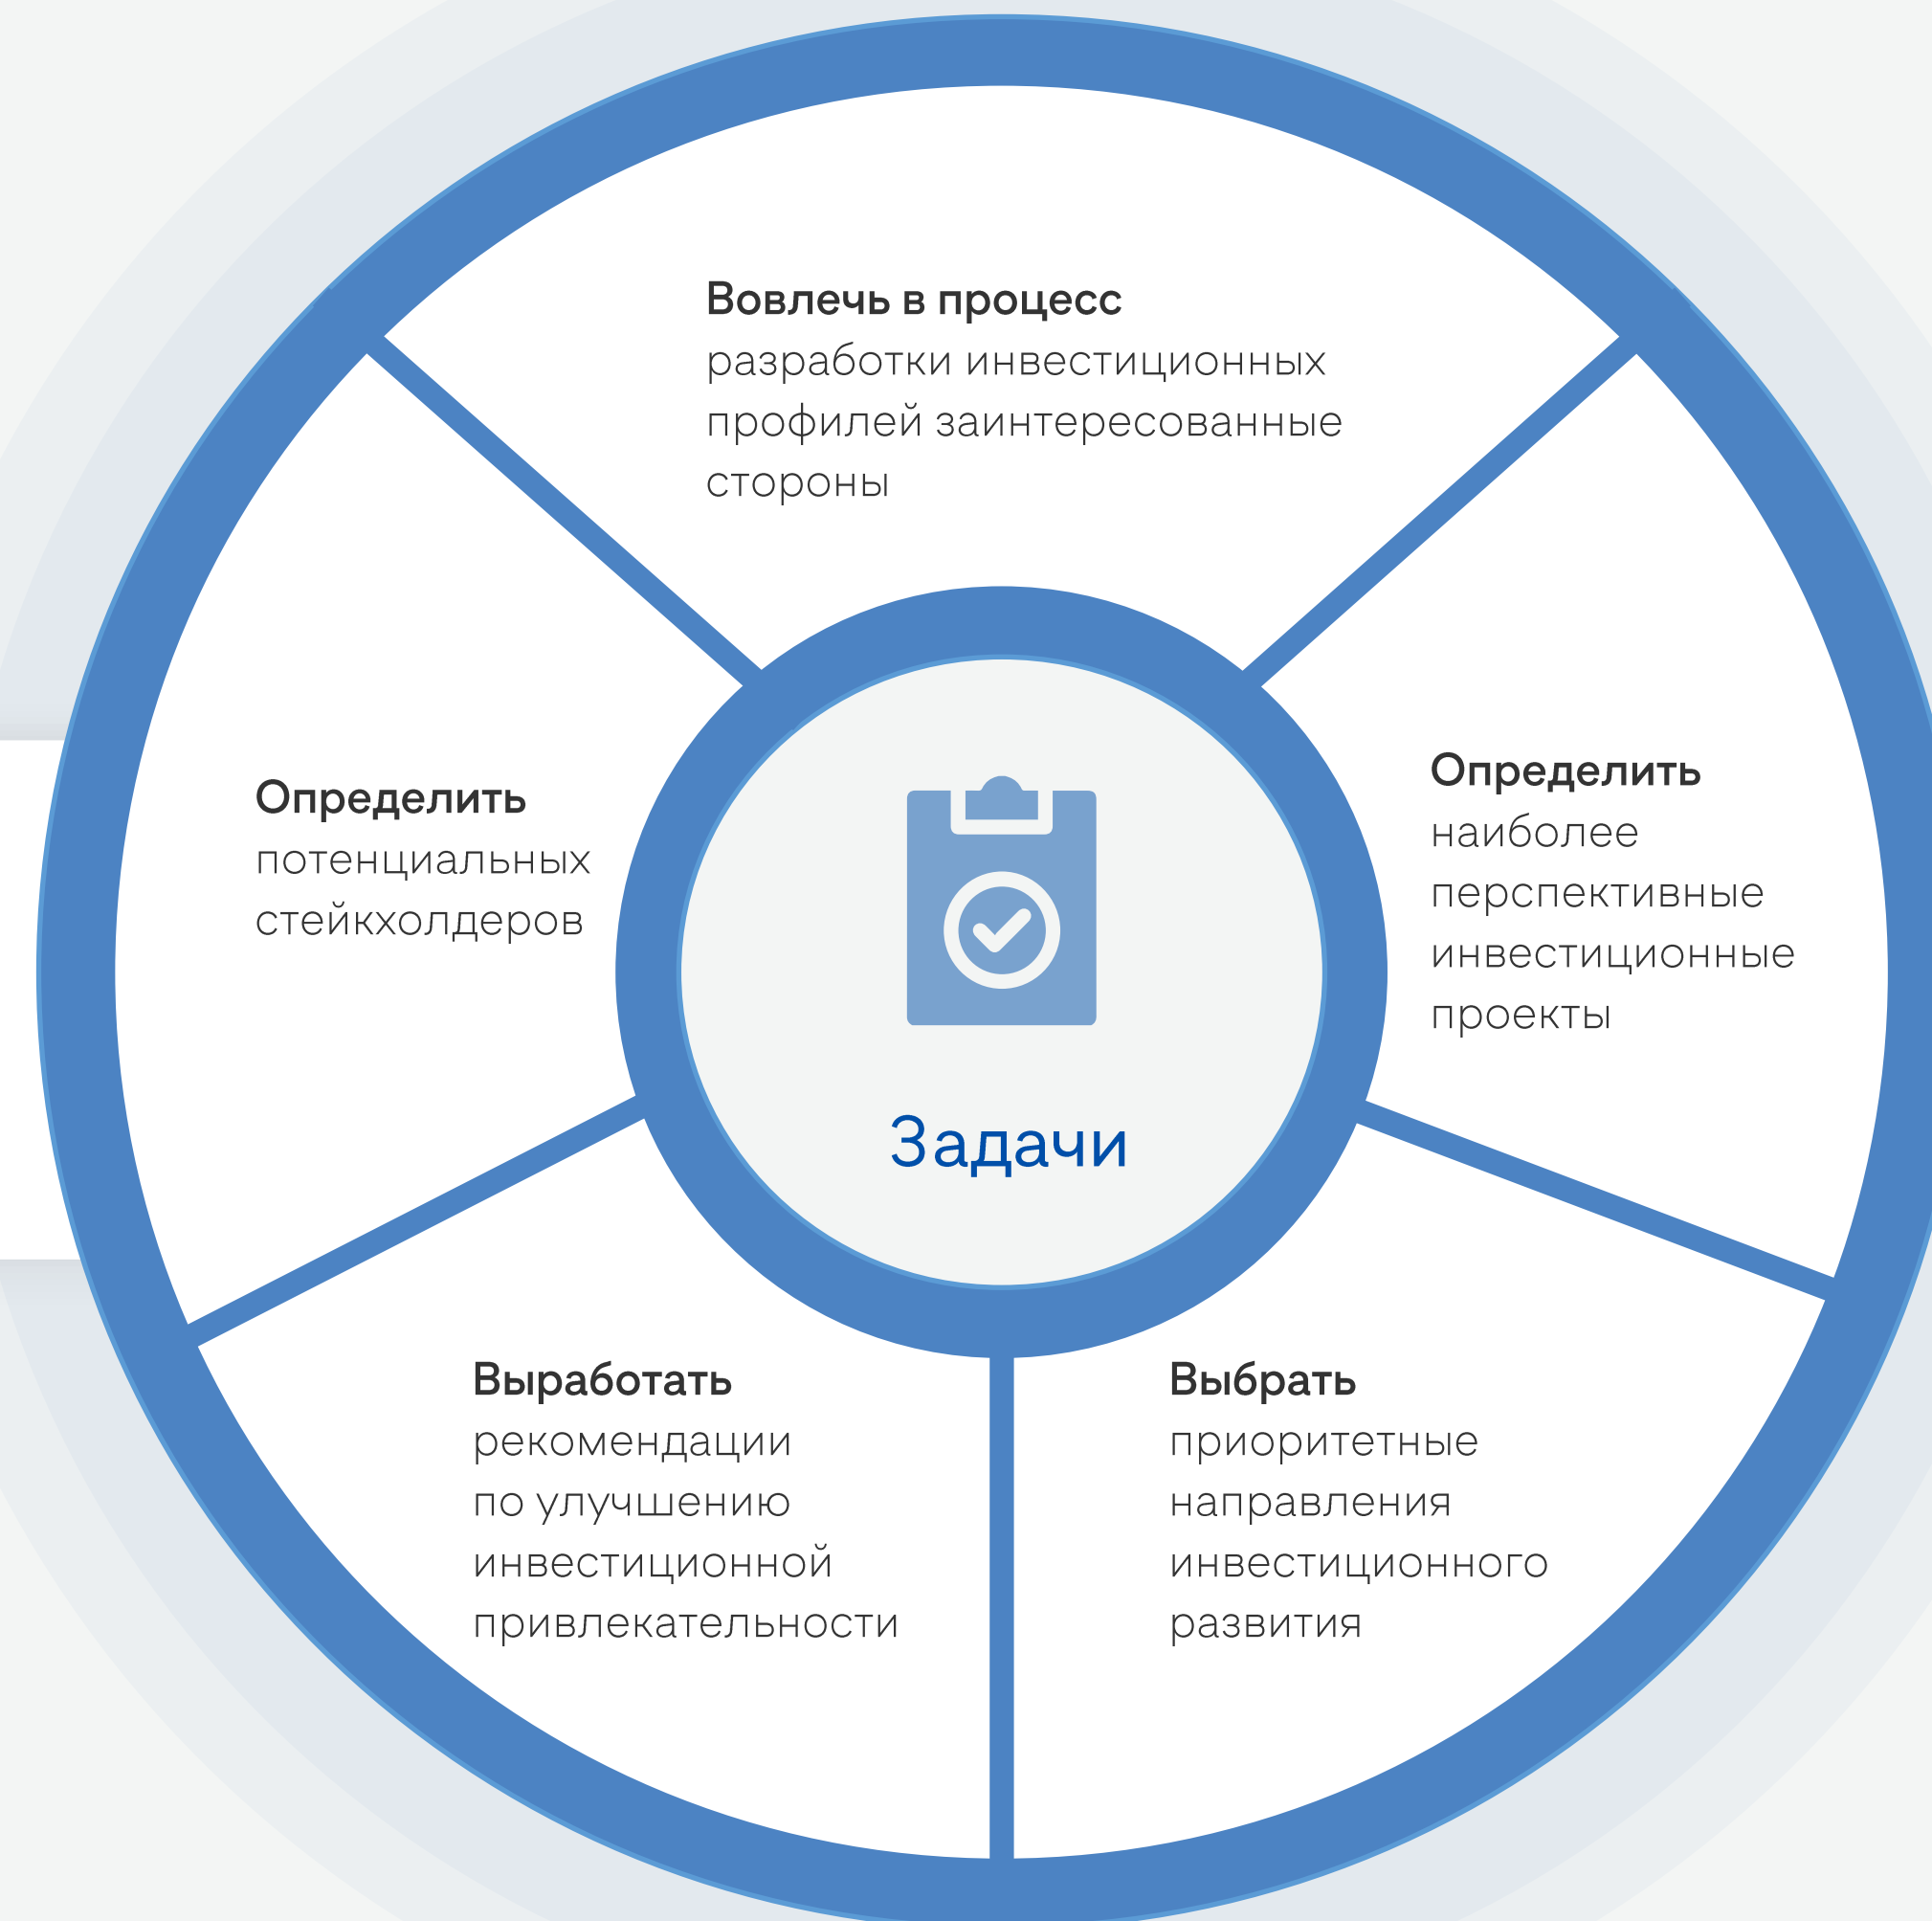 Вовлечь в процесс
разработки инвестиционных
профилей заинтересованные
стороны
Определить
наиболее
перспективные
инвестиционные
проекты
Определить
потенциальных
стейкхолдеров
Задачи
Выработать
рекомендации
по улучшению
инвестиционной
привлекательности
Выбрать
приоритетные
направления
инвестиционного
развития